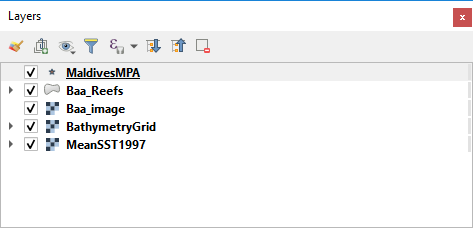 Layers
MaldivesMPA
Baa_Reefs
Baa_image
BathymetryGrid
MeanSST1997